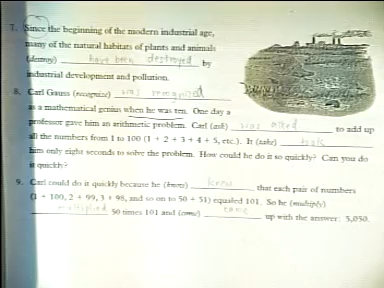 7. Since the beginning of the modern industrial age,
many of the natural habitats of plants and animals
(destroy) have been destroyed by
industrial development and pollution.
8. Carl Gauss (recognize) was recognized
as a mathematical genius when he was ten. One day a
professor gave him an arithmetic problem. Carl (ask) was asked to add up
all the numbers from 1 to 100 (1 + 2 + 3 + 4 + 5, etc.). It (take) took
him only eight seconds to solve the problem. How could he do it so quickly? Can you do
it quickly?
9. Carl could do it quickly because he (know) know that each pair of numbers
(1 + 100, 2 + 99, 3 + 98, and so on to 50 + 51) equaled 101. So he (multiply)
multiplied 50 times 101 and (come) came up with the answer: 5,050.